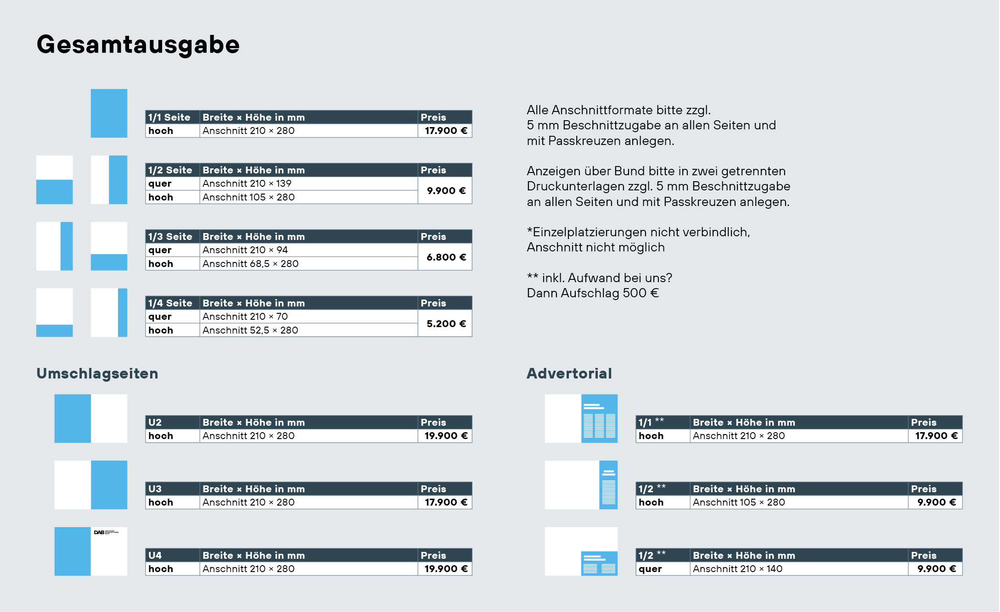 Gesamtausgabe
1/1 Seite Breite × Höhe in mm Preis
hoch Anschnitt 210 × 280 17.900 €
1/2 Seite Breite × Höhe in mm Preis
quer Anschnitt 210 × 139
9.900 €
hoch Anschnitt 105 × 280
1/3 Seite Breite × Höhe in mm Preis
quer Anschnitt 210 × 94
6.800 €
hoch Anschnitt 68,5 × 280
1/4 Seite Breite × Höhe in mm Preis
quer Anschnitt 210 × 70
5.200 €
hoch Anschnitt 52,5 × 280
Alle Anschnittformate bitte zzgl.
5 mm Beschnittzugabe an allen Seiten und
mit Passkreuzen anlegen.
Anzeigen über Bund bitte in zwei getrennten
Druckunterlagen zzgl. 5 mm Beschnittzugabe
an allen Seiten und mit Passkreuzen anlegen.
*Einzelplatzierungen nicht verbindlich,
Anschnitt nicht möglich
** inkl. Aufwand bei uns?
Dann Aufschlag 500 €
Umschlagseiten
U2 Breite × Höhe in mm Preis
hoch Anschnitt 210 × 280 19.900 €
U3 Breite × Höhe in mm Preis
hoch Anschnitt 210 × 280 17.900 €
DAB
U4 Breite × Höhe in mm Preis
hoch Anschnitt 210 × 280 19.900 €
Advertorial
1/1 ** Breite × Höhe in mm Preis
hoch Anschnitt 210 × 280 17.900 €
1/2 ** Breite × Höhe in mm Preis
hoch Anschnitt 105 × 280 9.900 €
1/2 ** Breite × Höhe in mm Preis
quer Anschnitt 210 × 140 9.900 €